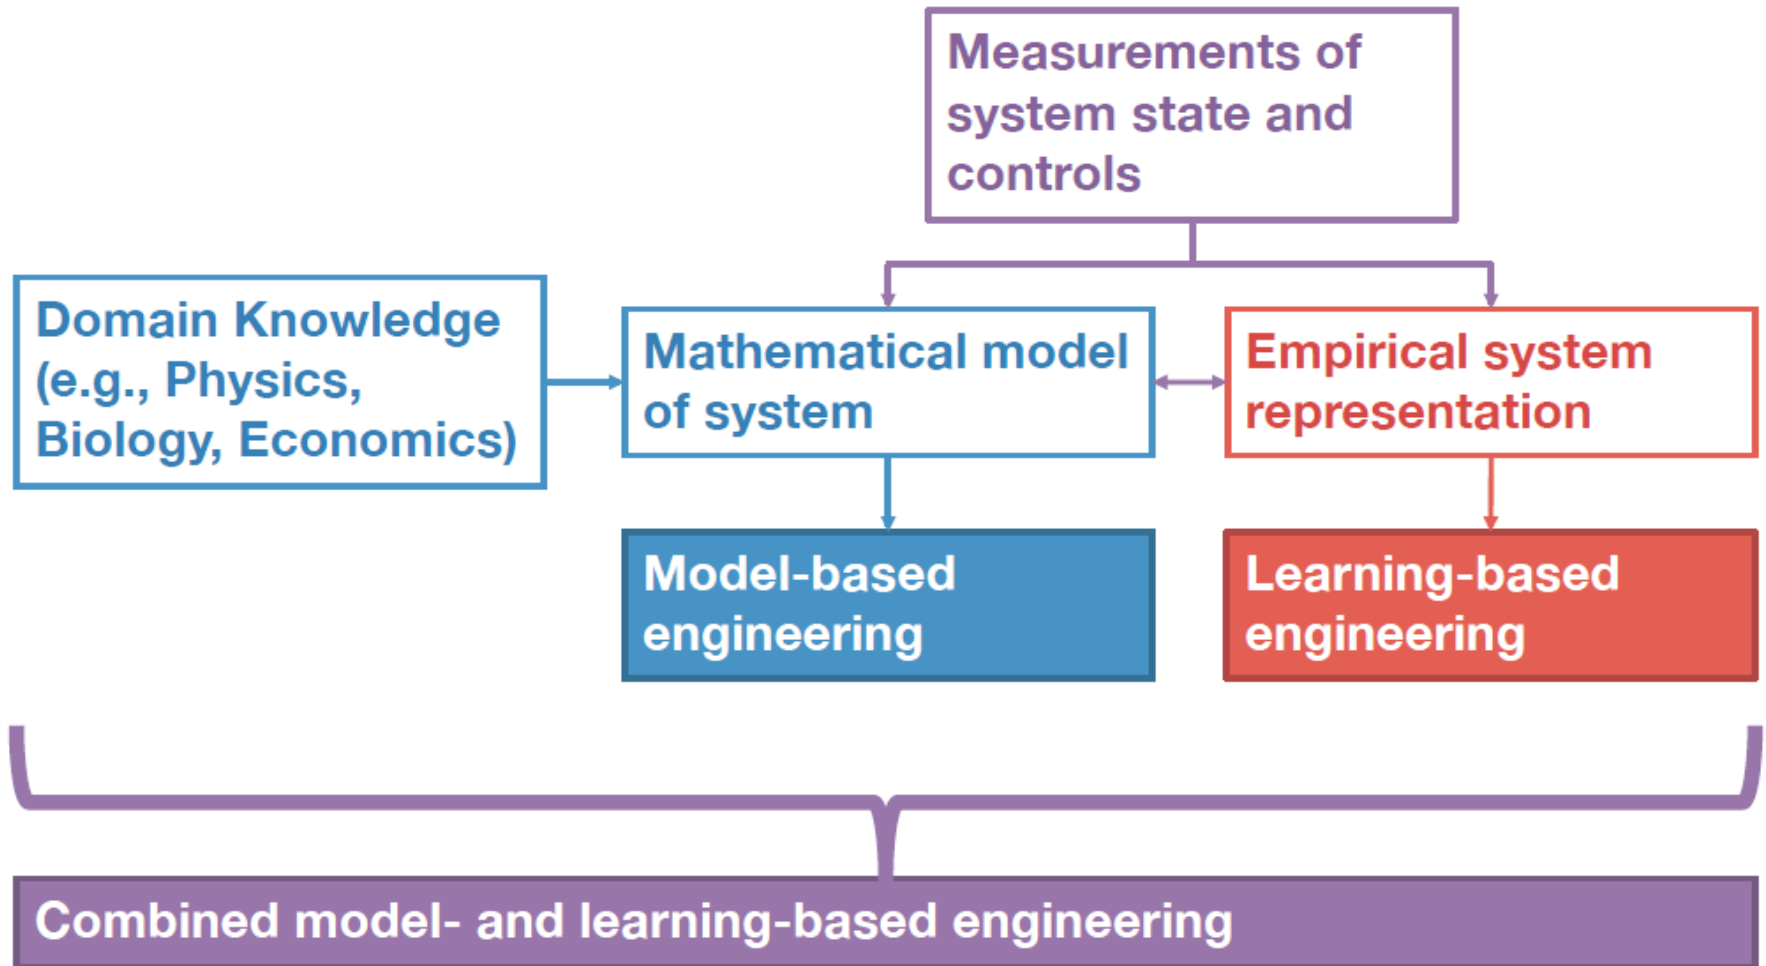 Measurements of
system state and
controls
Domain Knowledge
(e.g., Physics,
Biology, Economics)
Mathematical model
of system
Empirical system
representation
Model-based
engineering
Learning-based
engineering
Combined model- and learning-based engineering